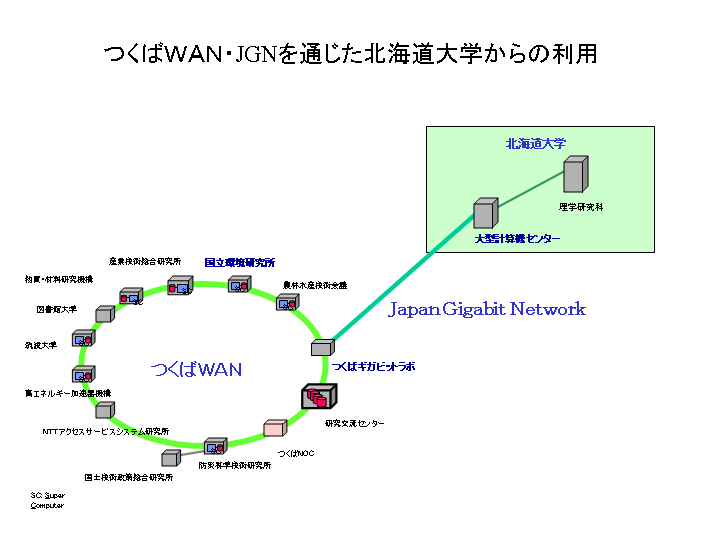 つくばWAN・JGNを通じた北海道大学からの利用
北海道大学
理学研究科
大型計算機センター
産業技術総合研究所
国立環境研究所
物質・材料研究機構
農林水産技術会議
図書館大学
Japan Gigabit Network
筑波大学
つくばWAN
つくばギガビットラボ
高エネルギー加速器機構
研究交流センター
NTTアクセスサービスシステム研究所
つくばNOC
防災科学技術研究所
国土技術政策総合研究所
SC: Super
Computer